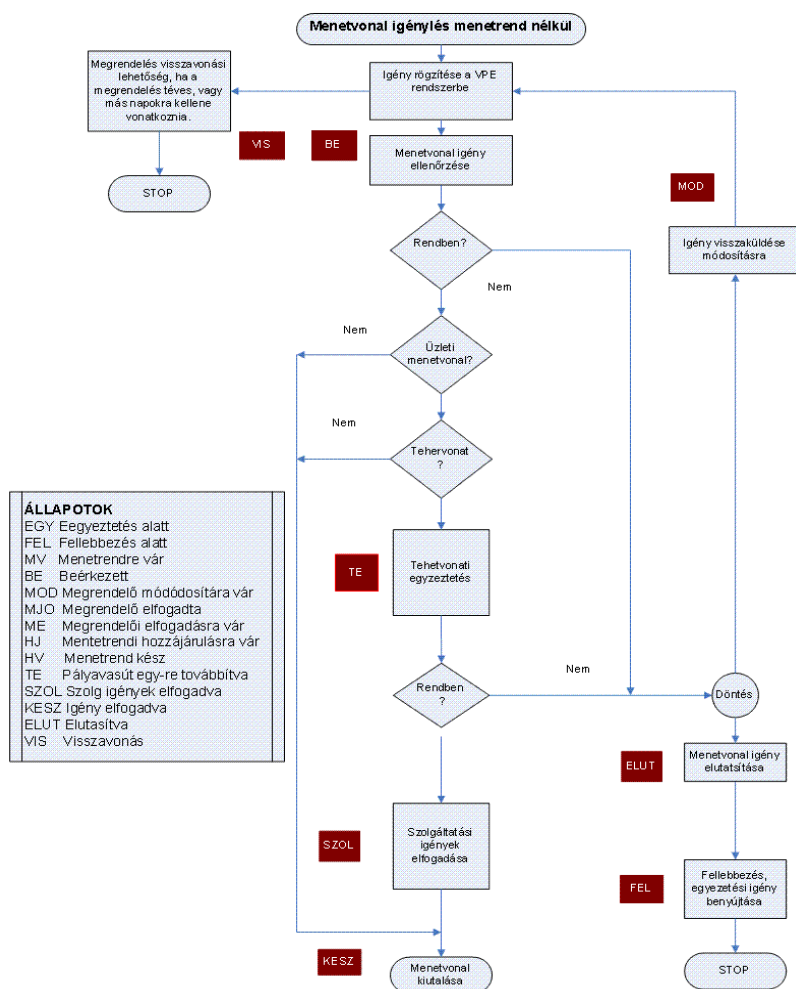 Menetvonal igénylés menetrend nélkül
Megrendelés visszavonási
lehetőség, ha a
megrendelés téves, vagy
más napokra kellene
vonatkoznia.
Igény rögzítése a VPE
rendszerbe
VIS
BE
STOP
Menetvonal igény
ellenőrzése
MOD
Rendben?
Igény visszaküldése
módosításra
Nem
Nem
Üzleti
menetvonal?
Nem
Tehervonat
?
ÁLLAPOTOK
EGY Eegyeztetés alatt
FEL Fellebbezés alatt
MV Menetrendre vár
BE Beérkezett
MOD Megrendelő módódosítára vár
MJO Megrendelő elfogadta
ME Megrendelői elfogadásra vár
HJ Mentetrendi hozzájárulásra vár
HV Menetrend kész
TE Pályavasút egy-re továbbítva
SZOL Szolg igények elfogadva
KESZ Igény elfogadva
ELUT Elutasítva
VIS Visszavonás
TE
Tehetvonati
egyzeztetés
Nem
Rendben
?
Döntés
ELUT
Menetvonal igény
elutatsítása
SZOL
Szolgáltatási
igények
elfogadása
FEL
Fellebbezés,
egyezetési igény
benyújtása
KESZ
Menetvonal
kiutalása
STOP